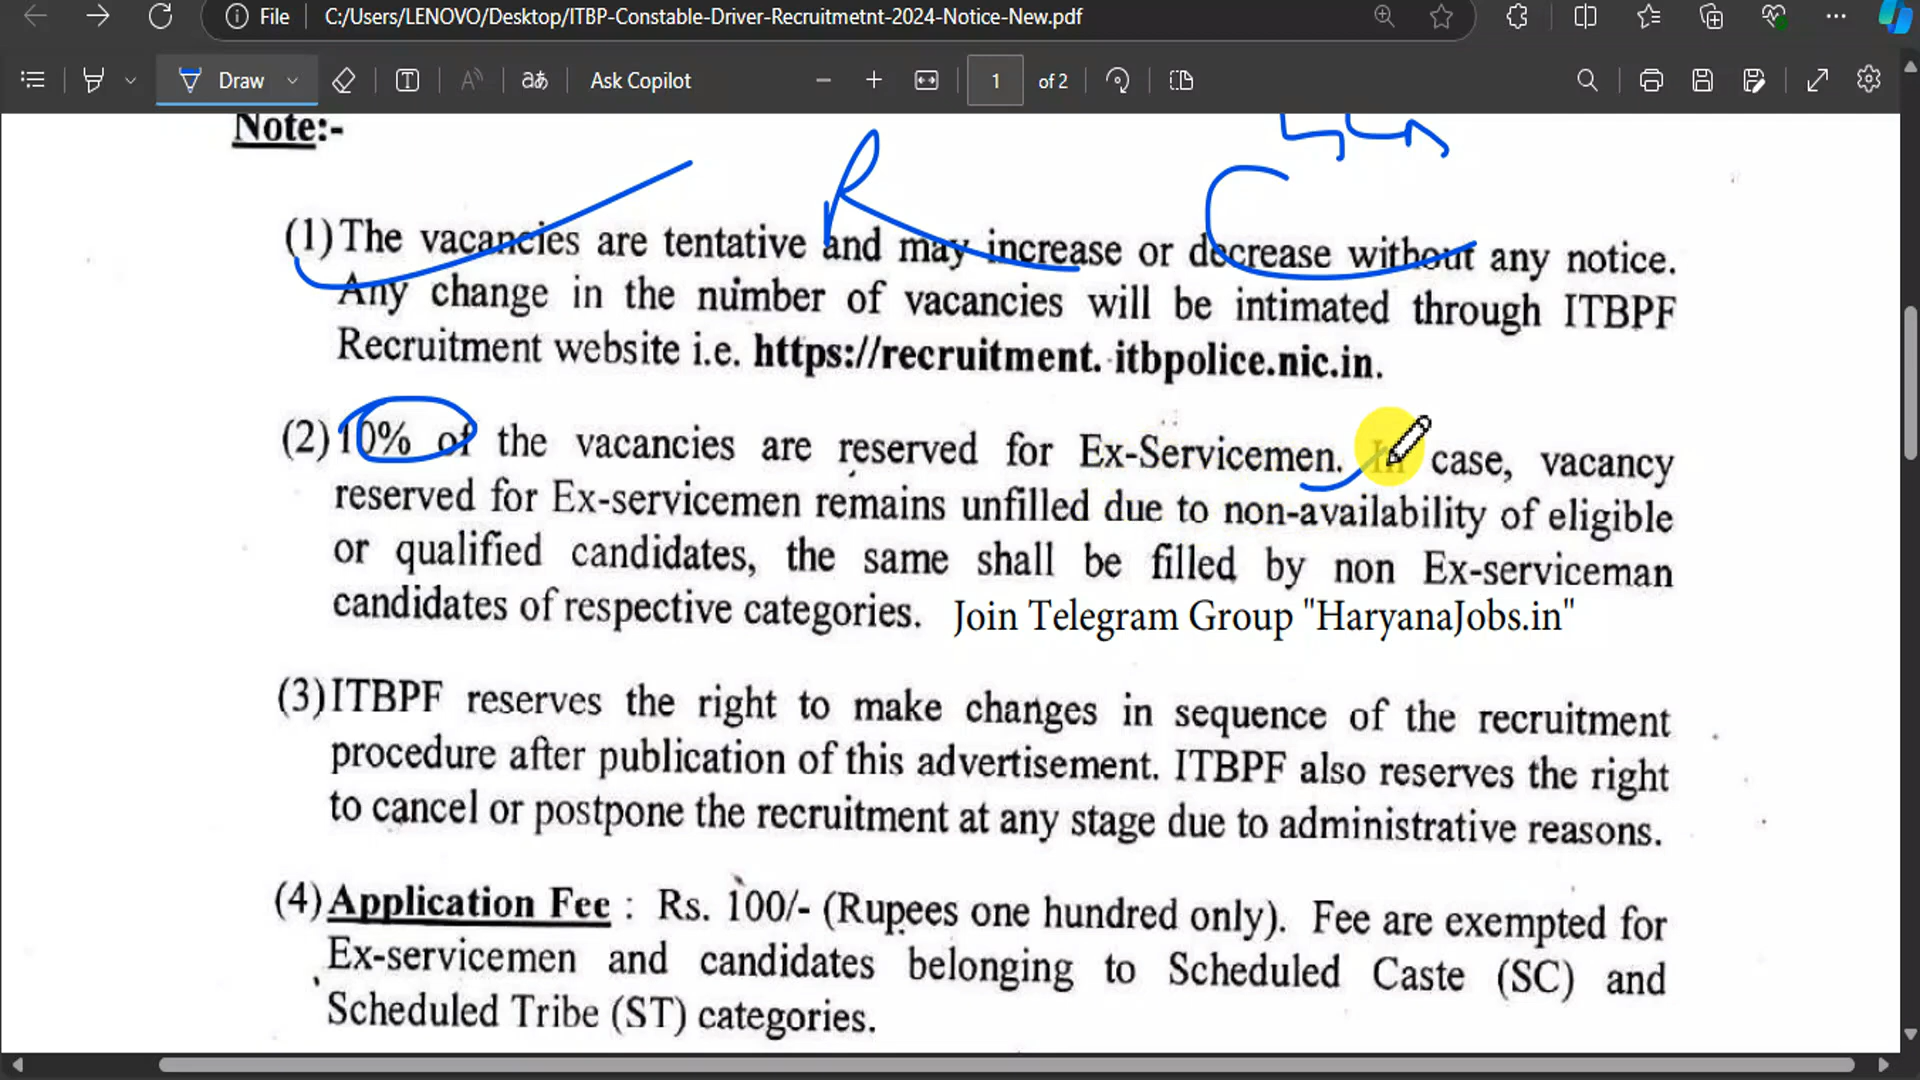 File
C:/Users/LENOVO/Desktop/ITBP-Constable-Driver-Recruitmetnt-2024-Notice-New.pdf
Draw
T
A
aあ
Ask Copilot
1
of 2
Note:-
R
C
(1) The vacancies are tentative and may increase or decrease without any notice.
Any change in the number of vacancies will be intimated through ITBPF
Recruitment website i.e. https://recruitment. itbpolice.nic.in.
(2) 10% of the vacancies are reserved for Ex-Servicemen. In case, vacancy
reserved for Ex-servicemen remains unfilled due to non-availability of eligible
or qualified candidates, the same shall be filled by non Ex-serviceman
candidates of respective categories. Join Telegram Group "HaryanaJobs.in"
(3) ITBPF reserves the right to make changes in sequence of the recruitment
procedure after publication of this advertisement. ITBPF also reserves the right
to cancel or postpone the recruitment at any stage due to administrative reasons.
(4) Application Fee : Rs. 100/- (Rupees one hundred only). Fee are exempted for
Ex-servicemen and candidates belonging to Scheduled Caste (SC) and
Scheduled Tribe (ST) categories.